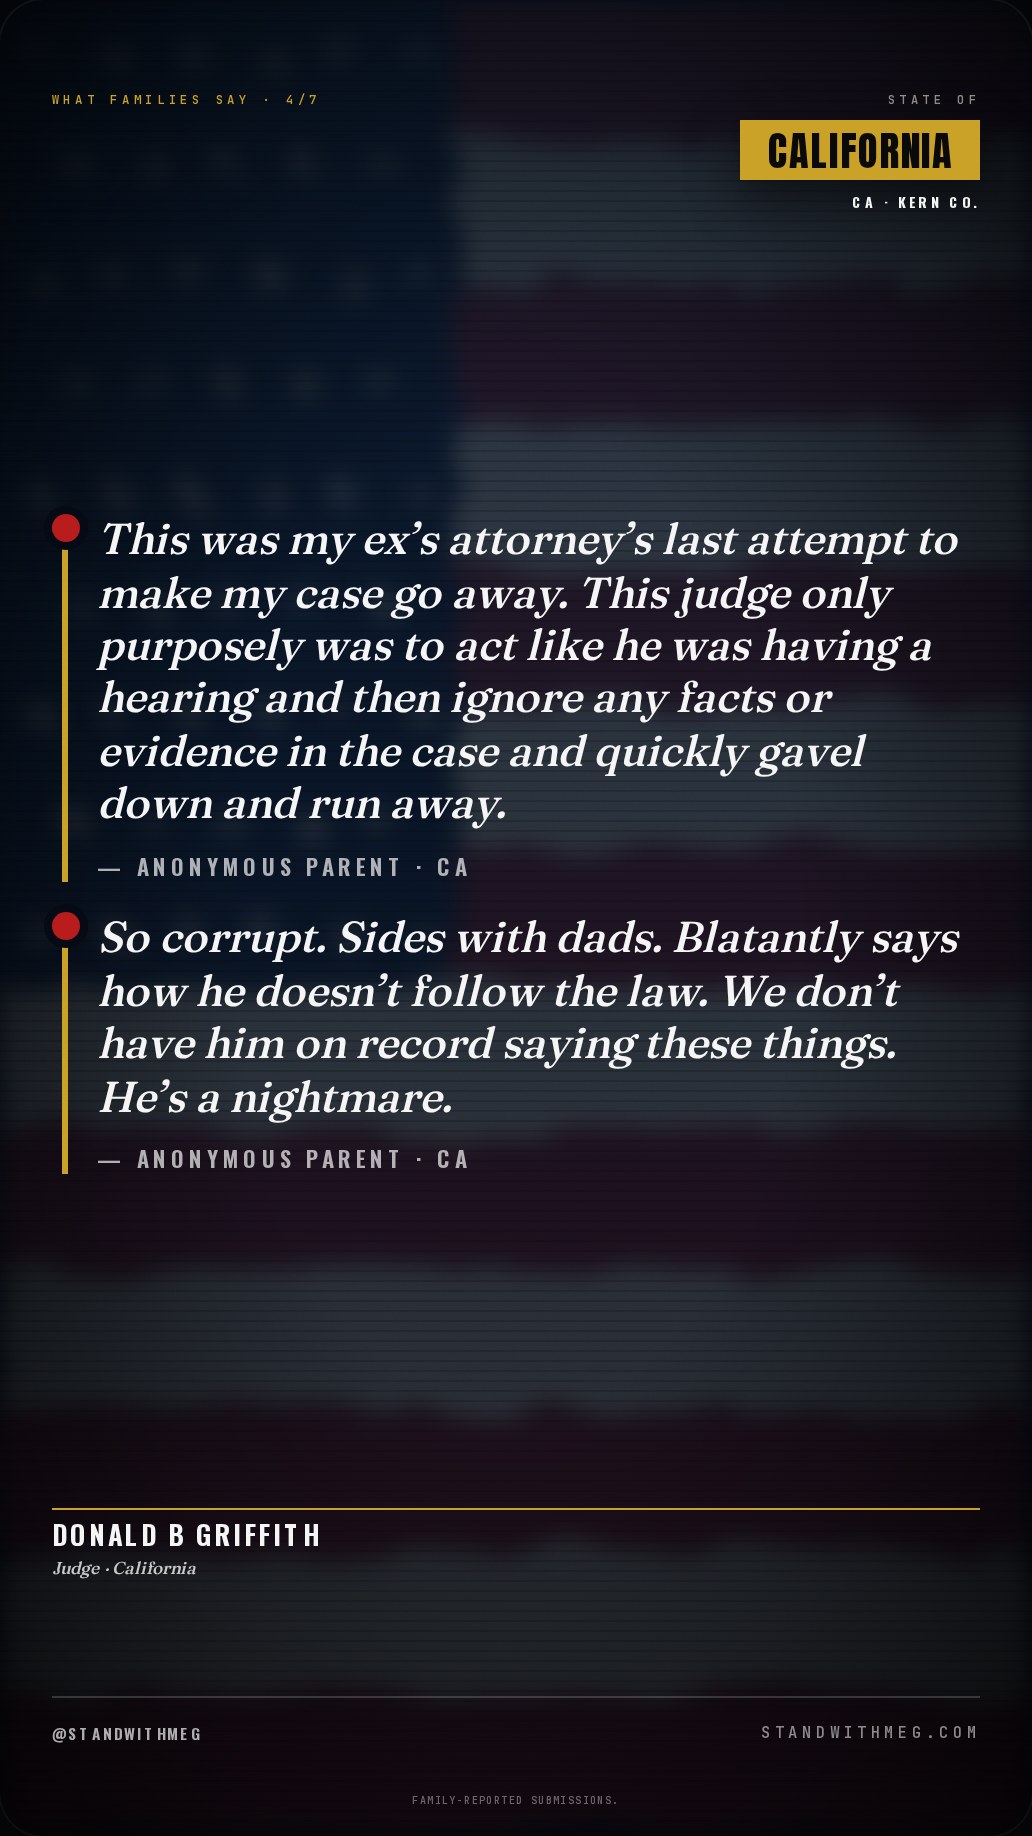 WHAT FAMILIES SAY · 4/7
STATE OF
CALIFORNIA
CA · KERN CO.
This was my ex’s attorney’s last attempt to
make my case go away. This judge only
purposely was to act like he was having a
hearing and then ignore any facts or
evidence in the case and quickly gavel
down and run away.
— ANONYMOUS PARENT · CA
So corrupt. Sides with dads. Blatantly says
how he doesn’t follow the law. We don’t
have him on record saying these things.
He’s a nightmare.
— ANONYMOUS PARENT · CA
DONALD B GRIFFITH
Judge · California
@STANDWITHMEG
STANDWITHMEG.COM
FAMILY-REPORTED SUBMISSIONS.